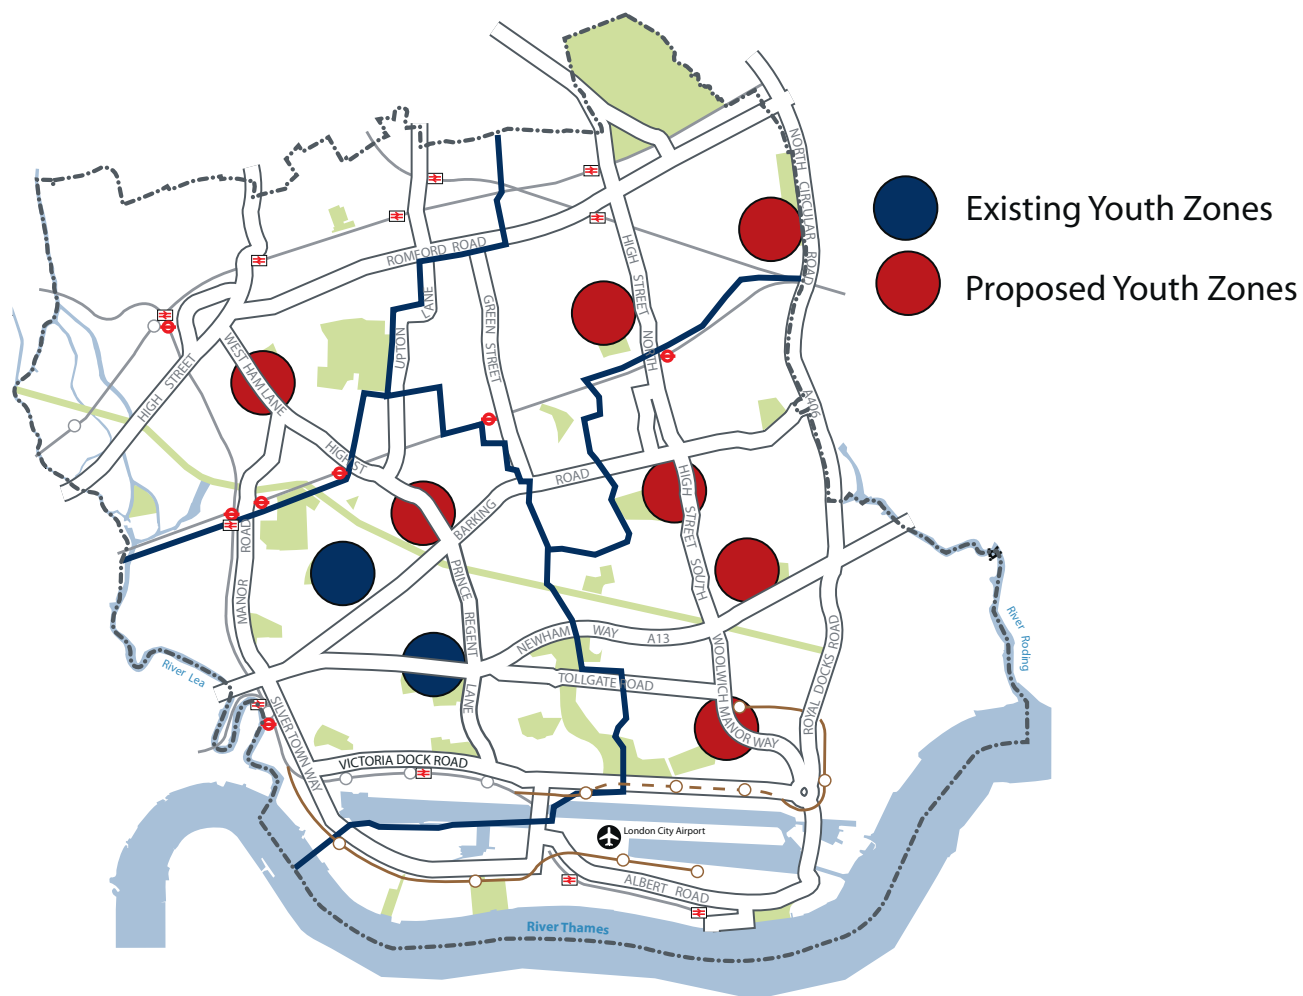 NORTH CIRCULAR ROAD
Existing Youth Zones
Proposed Youth Zones
ROMFORD ROAD
HIGH STREET NORTH
UPTON LANE
GREEN STREET
WEST HAM LANE
HIGH STREET
A406
HIGH ST
BARKING ROAD
HIGH STREET SOUTH
MANOR ROAD
PRINCE REGENT LANE
NEWHAM WAY A13
TOLLGATE ROAD
WOOLWICH MANOR WAY
ROYAL DOCKS ROAD
River Roding
River Lea
SILVER TOWN WAY
VICTORIA DOCK ROAD
London City Airport
ALBERT ROAD
River Thames